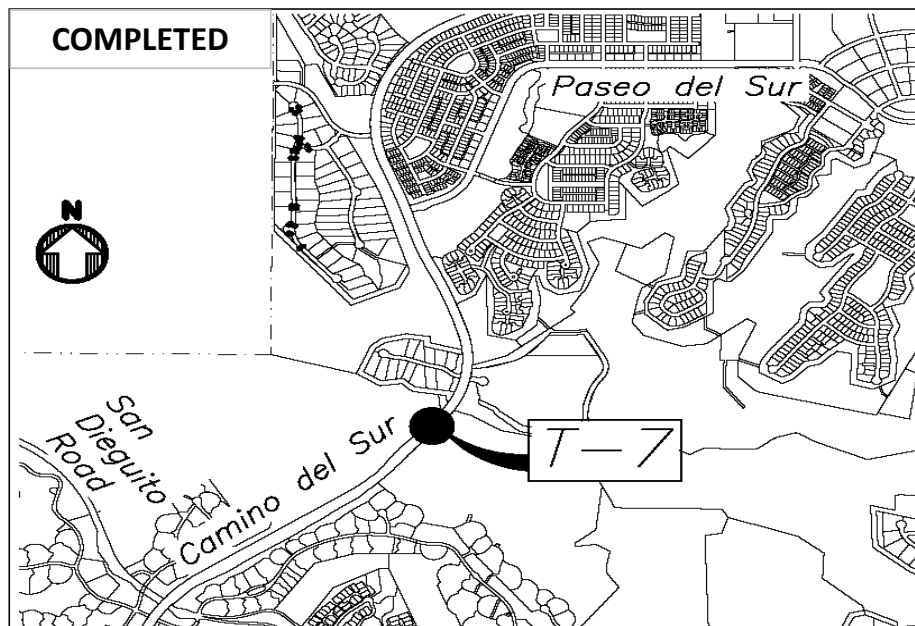 COMPLETED
Paseo del Sur
N
San
Dieguito
Road
Camino del Sur
T-7